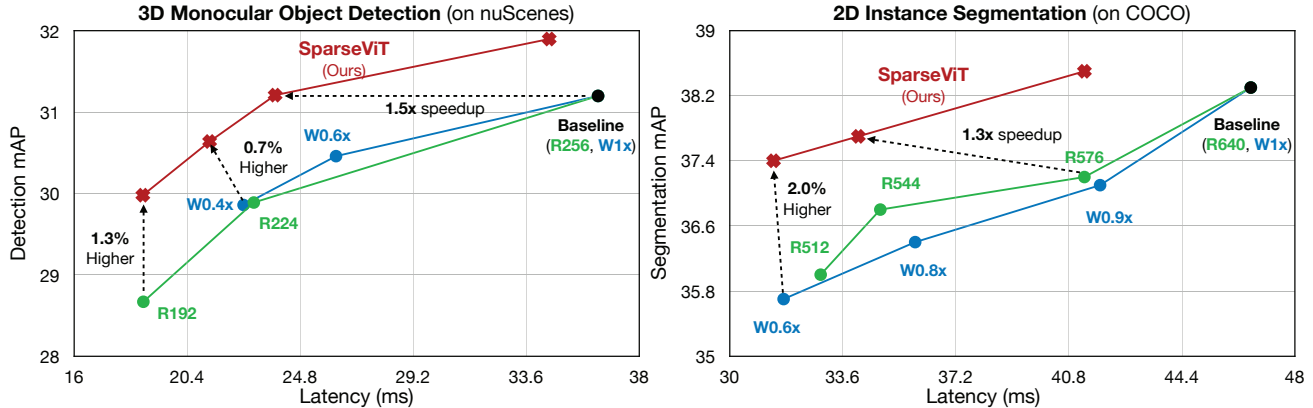 3D Monocular Object Detection (on nuScenes)
Detection mAP
32
31
30
29
28
16
20.4
24.8
29.2
33.6
38
Latency (ms)
SparseViT
(Ours)
1.5x speedup
W0.6x
Baseline
(R256, W1x)
0.7%
Higher
W0.4x
R224
1.3%
Higher
R192
2D Instance Segmentation (on COCO)
Segmentation mAP
39
38.2
37.4
36.6
35.8
35
30
33.6
37.2
40.8
44.4
48
Latency (ms)
SparseViT
(Ours)
1.3x speedup
Baseline
(R640, W1x)
R576
R544
2.0%
Higher
W0.9x
R512
W0.8x
W0.6x